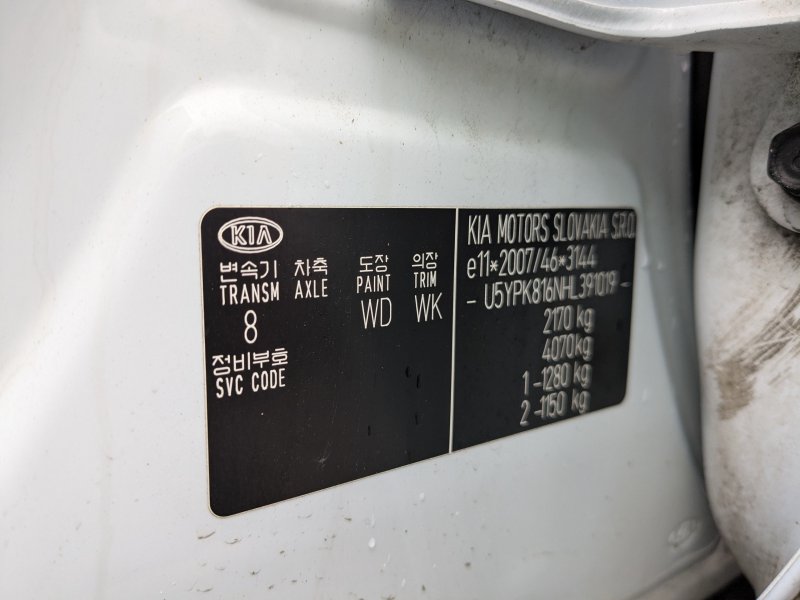 KIA
변속기 차축 도장 의장
TRANSM AXLE PAINT TRIM
8 WD WK
정비부호
SVC CODE
KIA MOTORS SLOVAKIA S.R.O.
e11*2007/46*3144
- U5YPK816NHL391019 -
2170 kg
4070kg
1 -1280 kg
2 -1150 kg